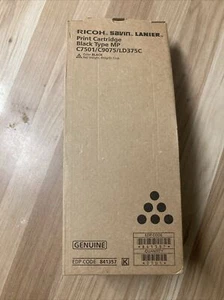 RICOH SAVIN. LANIER.
Print Cartridge
Black Type MP
C7501/C9075/LD375C
GENUINE
EDP CODE 841357 K